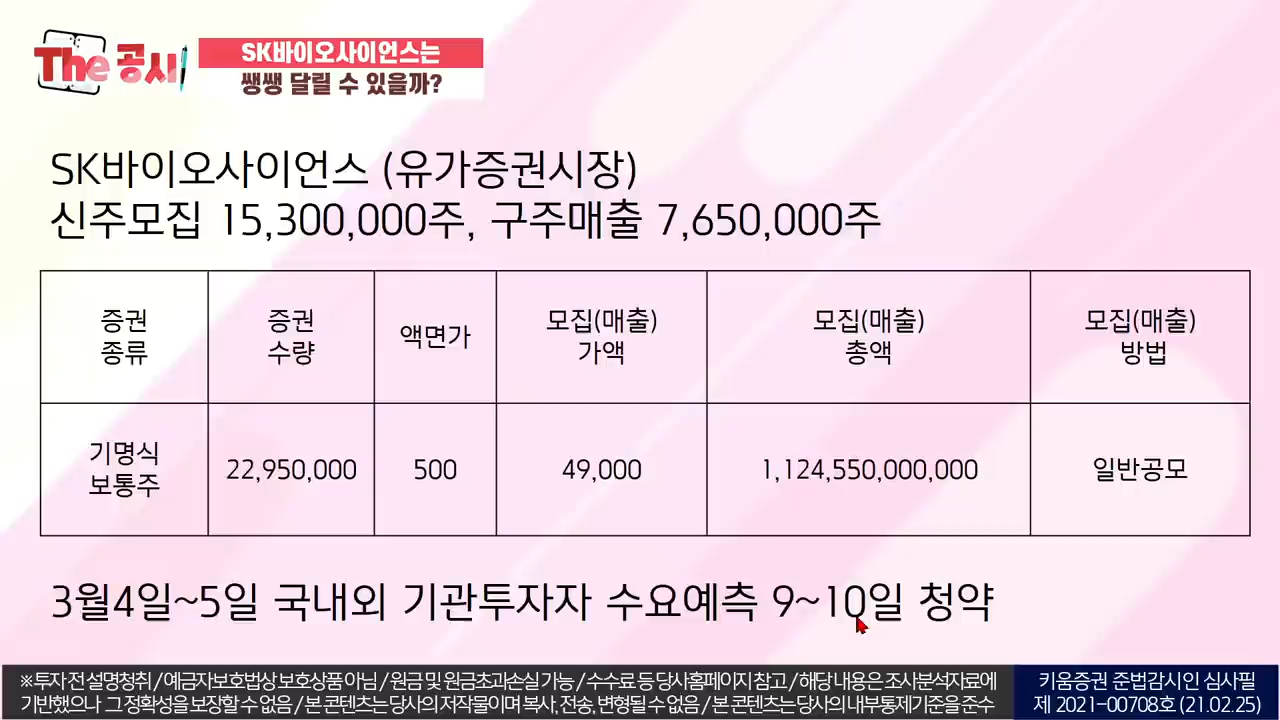 The 공시
SK바이오사이언스는
쌩쌩 달릴 수 있을까?
SK바이오사이언스 (유가증권시장)
신주모집 15,300,000주, 구주매출 7,650,000주
증권 종류
증권 수량
액면가
모집(매출) 가액
모집(매출) 총액
모집(매출) 방법
기명식 보통주
22,950,000
500
49,000
1,124,550,000,000
일반공모
3월4일~5일 국내외 기관투자자 수요예측 9~10일 청약
※투자 전 설명청취 / 예금자보호법상 보호상품 아님 / 원금 및 원금초과손실 가능 / 수수료 등 당사홈페이지 참고 / 해당 내용은 조사분석자료에
기반했으나 그 정확성을 보장할 수 없음 / 본 콘텐츠는 당사의 저작물이며 복사, 전송, 변형될 수 없음 / 본 콘텐츠는 당사의 내부통제기준을 준수
키움증권 준법감시인 심사필
제 2021-00708호 (21.02.25)